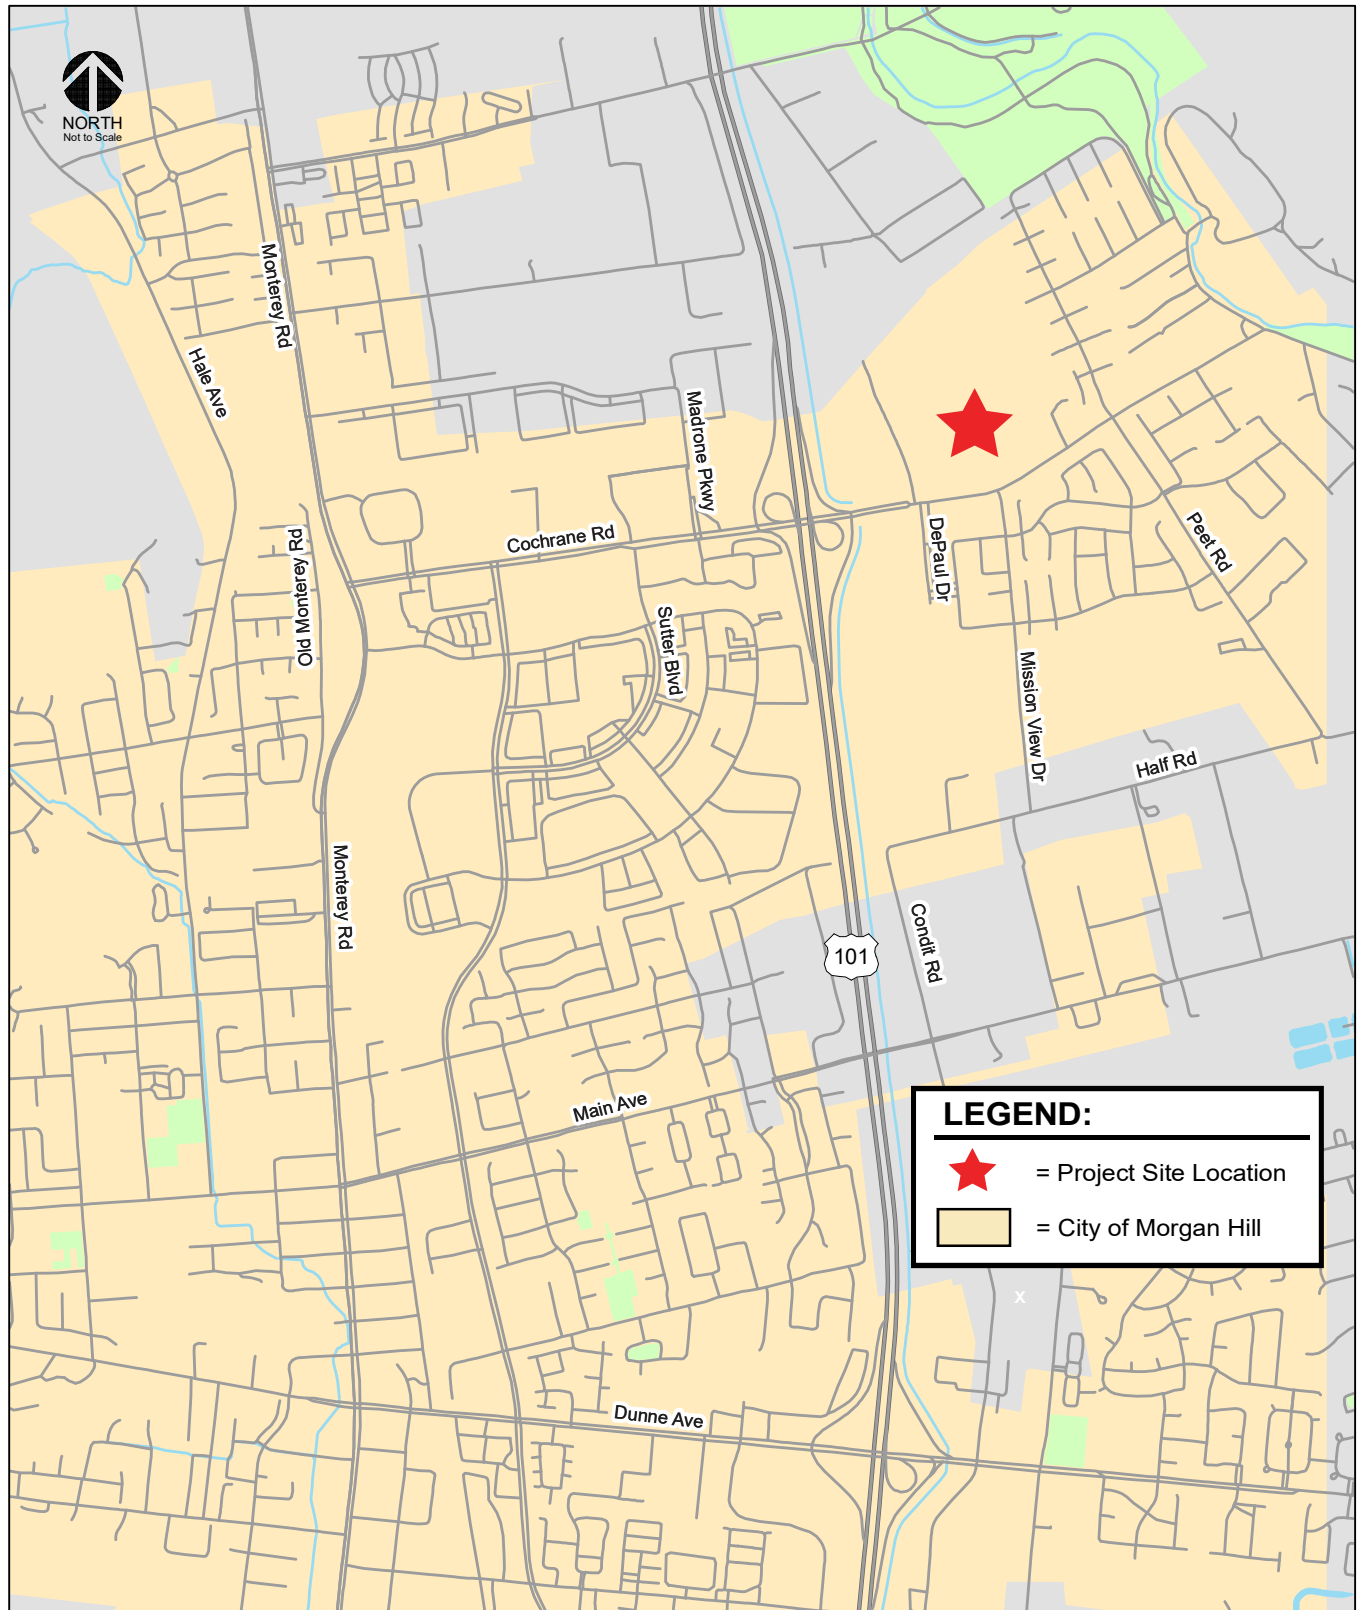 NORTH
Not to Scale
Monterey Rd
Hale Ave
Madrone Pkwy
Cochrane Rd
Old Monterey Rd
DePaul Dr
Peet Rd
Sutter Blvd
Mission View Dr
Half Rd
Monterey Rd
101
Condit Rd
Main Ave
LEGEND:
= Project Site Location
= City of Morgan Hill
x
Dunne Ave